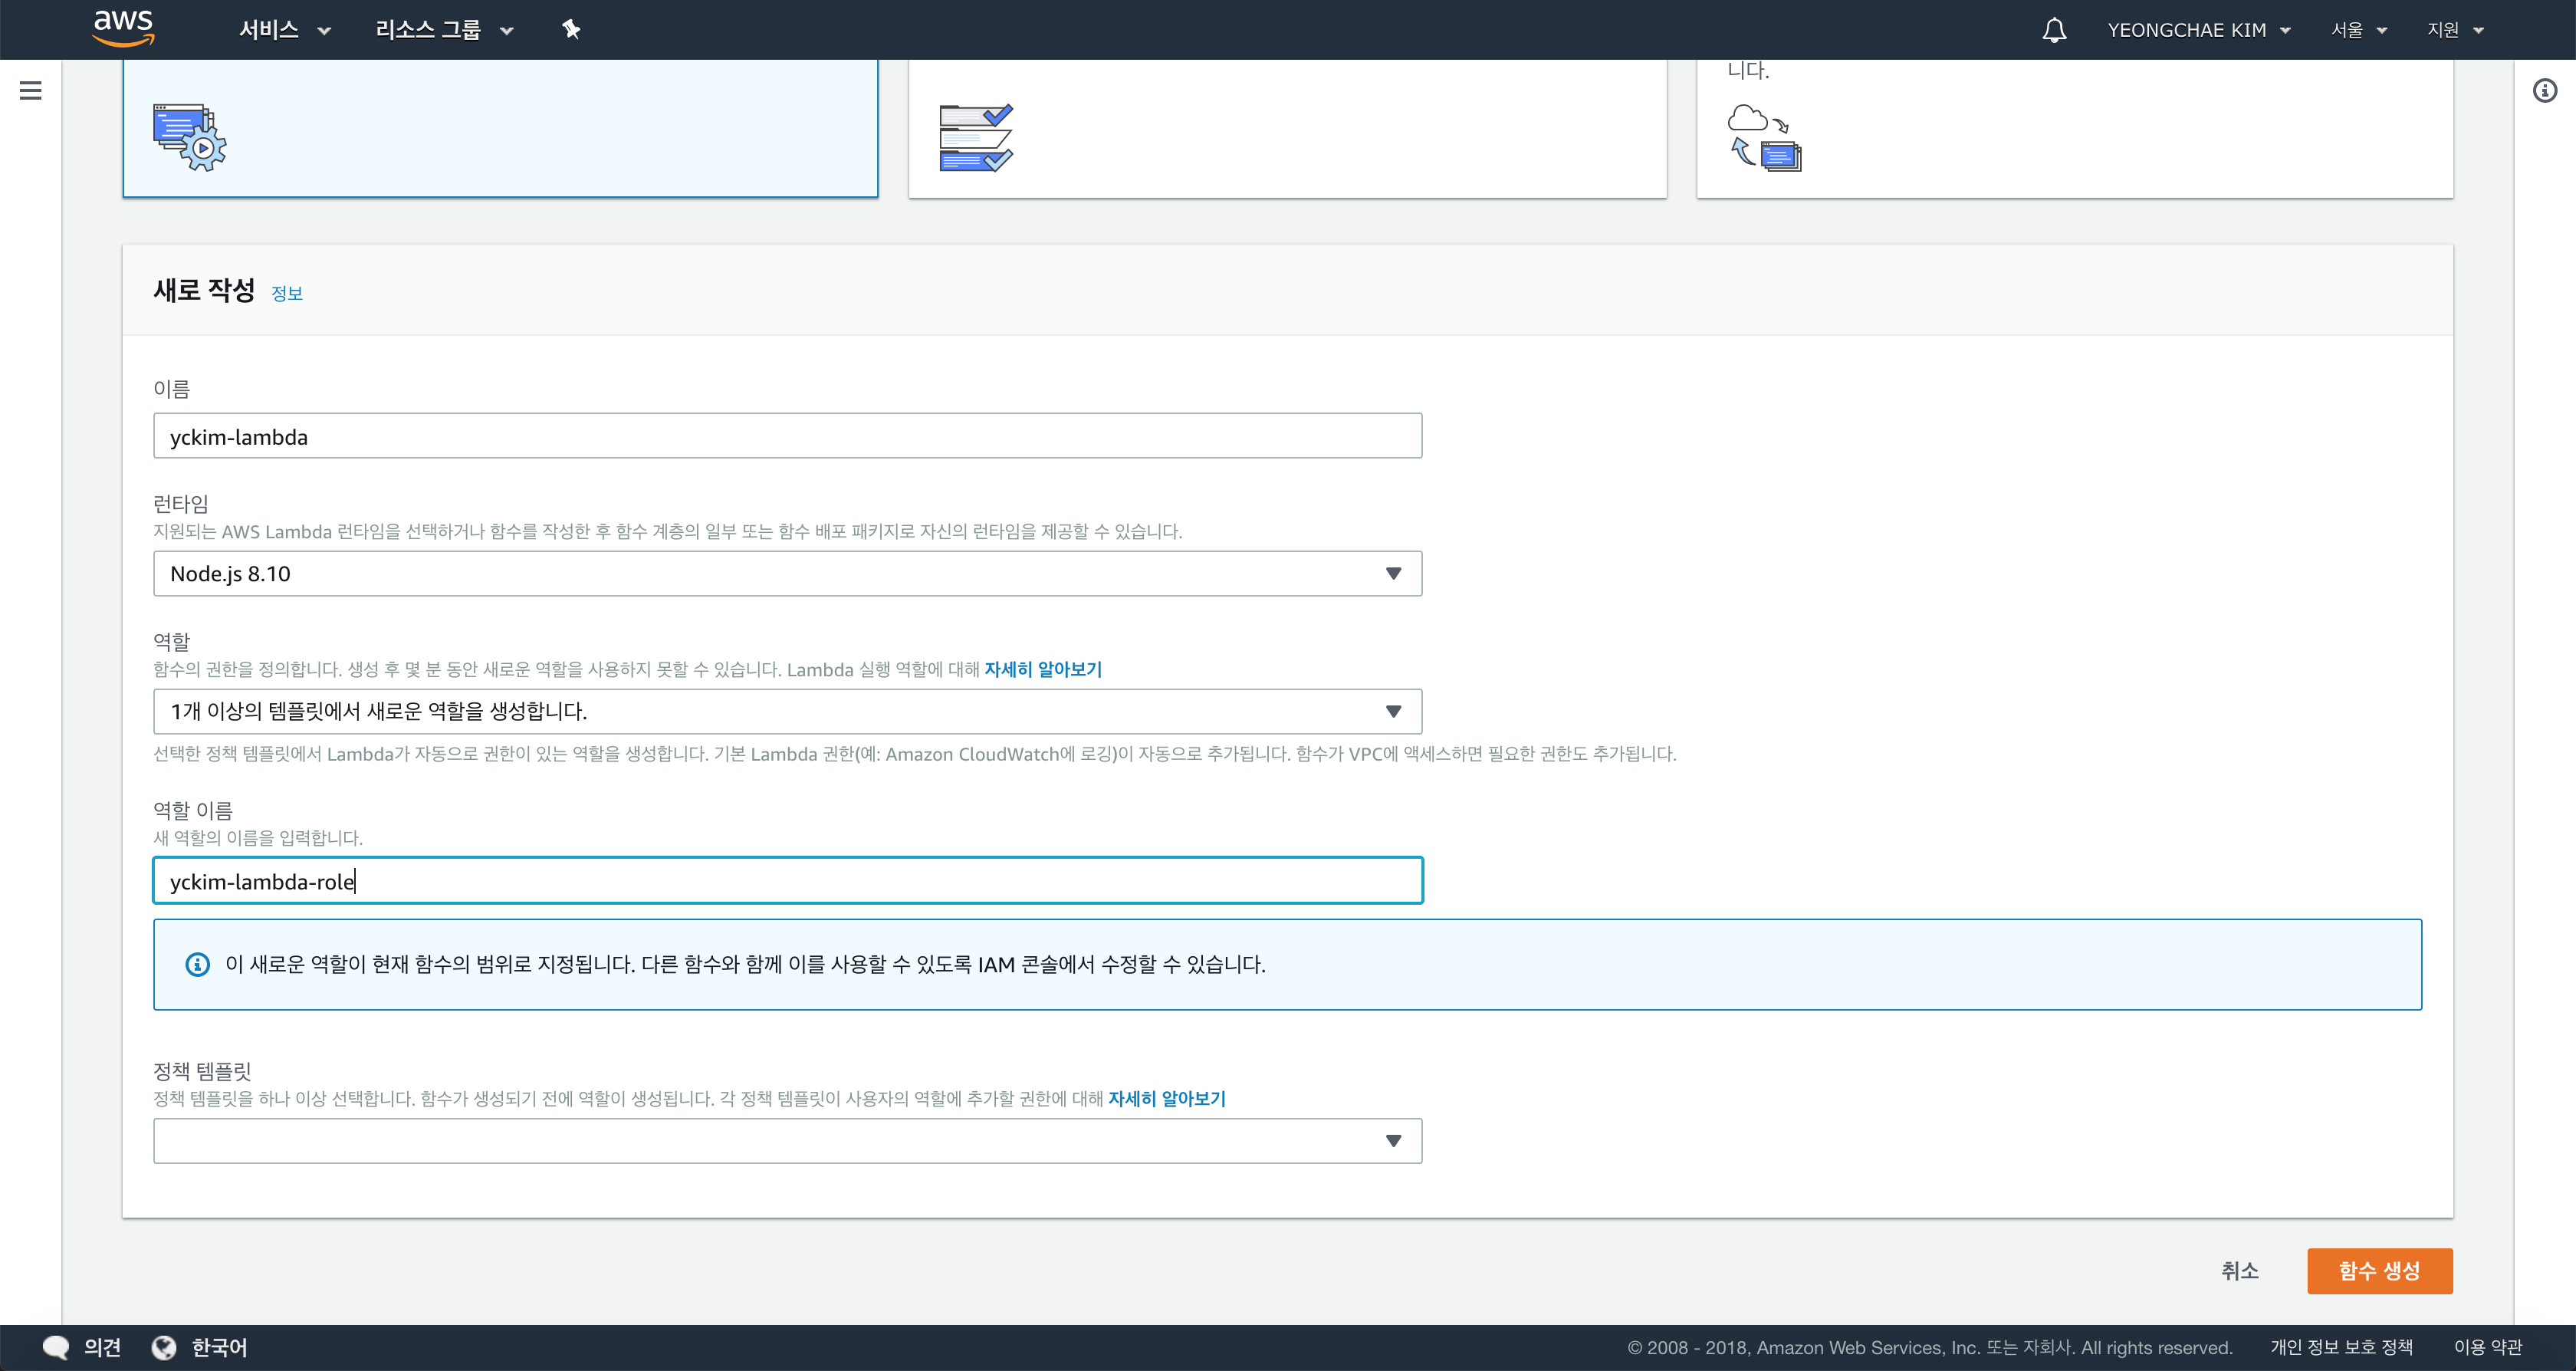 aws 서비스 리소스 그룹 YEONGCHAE KIM 서울 지원
니다.
새로 작성 정보
이름
yckim-lambda
런타임
지원되는 AWS Lambda 런타임을 선택하거나 함수를 작성한 후 함수 계층의 일부 또는 함수 배포 패키지로 자신의 런타임을 제공할 수 있습니다.
Node.js 8.10
역할
함수의 권한을 정의합니다. 생성 후 몇 분 동안 새로운 역할을 사용하지 못할 수 있습니다. Lambda 실행 역할에 대해 자세히 알아보기
1개 이상의 템플릿에서 새로운 역할을 생성합니다.
선택한 정책 템플릿에서 Lambda가 자동으로 권한이 있는 역할을 생성합니다. 기본 Lambda 권한(예: Amazon CloudWatch에 로깅)이 자동으로 추가됩니다. 함수가 VPC에 액세스하면 필요한 권한도 추가됩니다.
역할 이름
새 역할의 이름을 입력합니다.
yckim-lambda-role
이 새로운 역할이 현재 함수의 범위로 지정됩니다. 다른 함수와 함께 이를 사용할 수 있도록 IAM 콘솔에서 수정할 수 있습니다.
정책 템플릿
정책 템플릿을 하나 이상 선택합니다. 함수가 생성되기 전에 역할이 생성됩니다. 각 정책 템플릿이 사용자의 역할에 추가할 권한에 대해 자세히 알아보기
취소 함수 생성
의견 한국어 © 2008 - 2018, Amazon Web Services, Inc. 또는 자회사. All rights reserved. 개인 정보 보호 정책 이용 약관